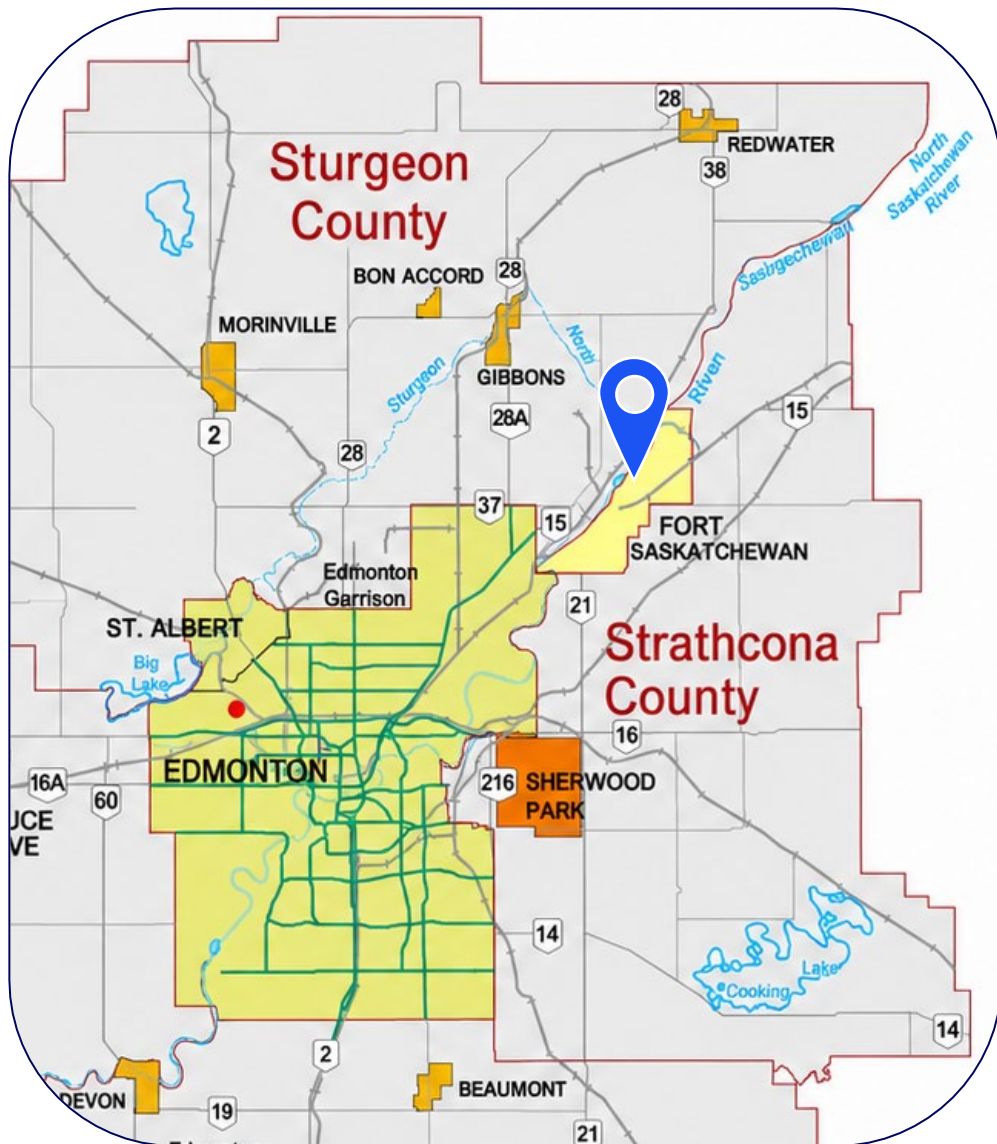 28
REDWATER
North
Saskatchewan
River
38
Sturgeon
County
28
BON ACCORD
MORINVILLE
Sturgeon
North
GIBBONS
River
2
28
28A
15
37
15
FORT
SASKATCHEWAN
Edmonton
Garrison
21
ST. ALBERT
Big
Lake
Strathcona
County
16
EDMONTON
16A
60
216
SHERWOOD
PARK
UCE
VE
14
Lake
Cooking
14
2
DEVON
BEAUMONT
19
21